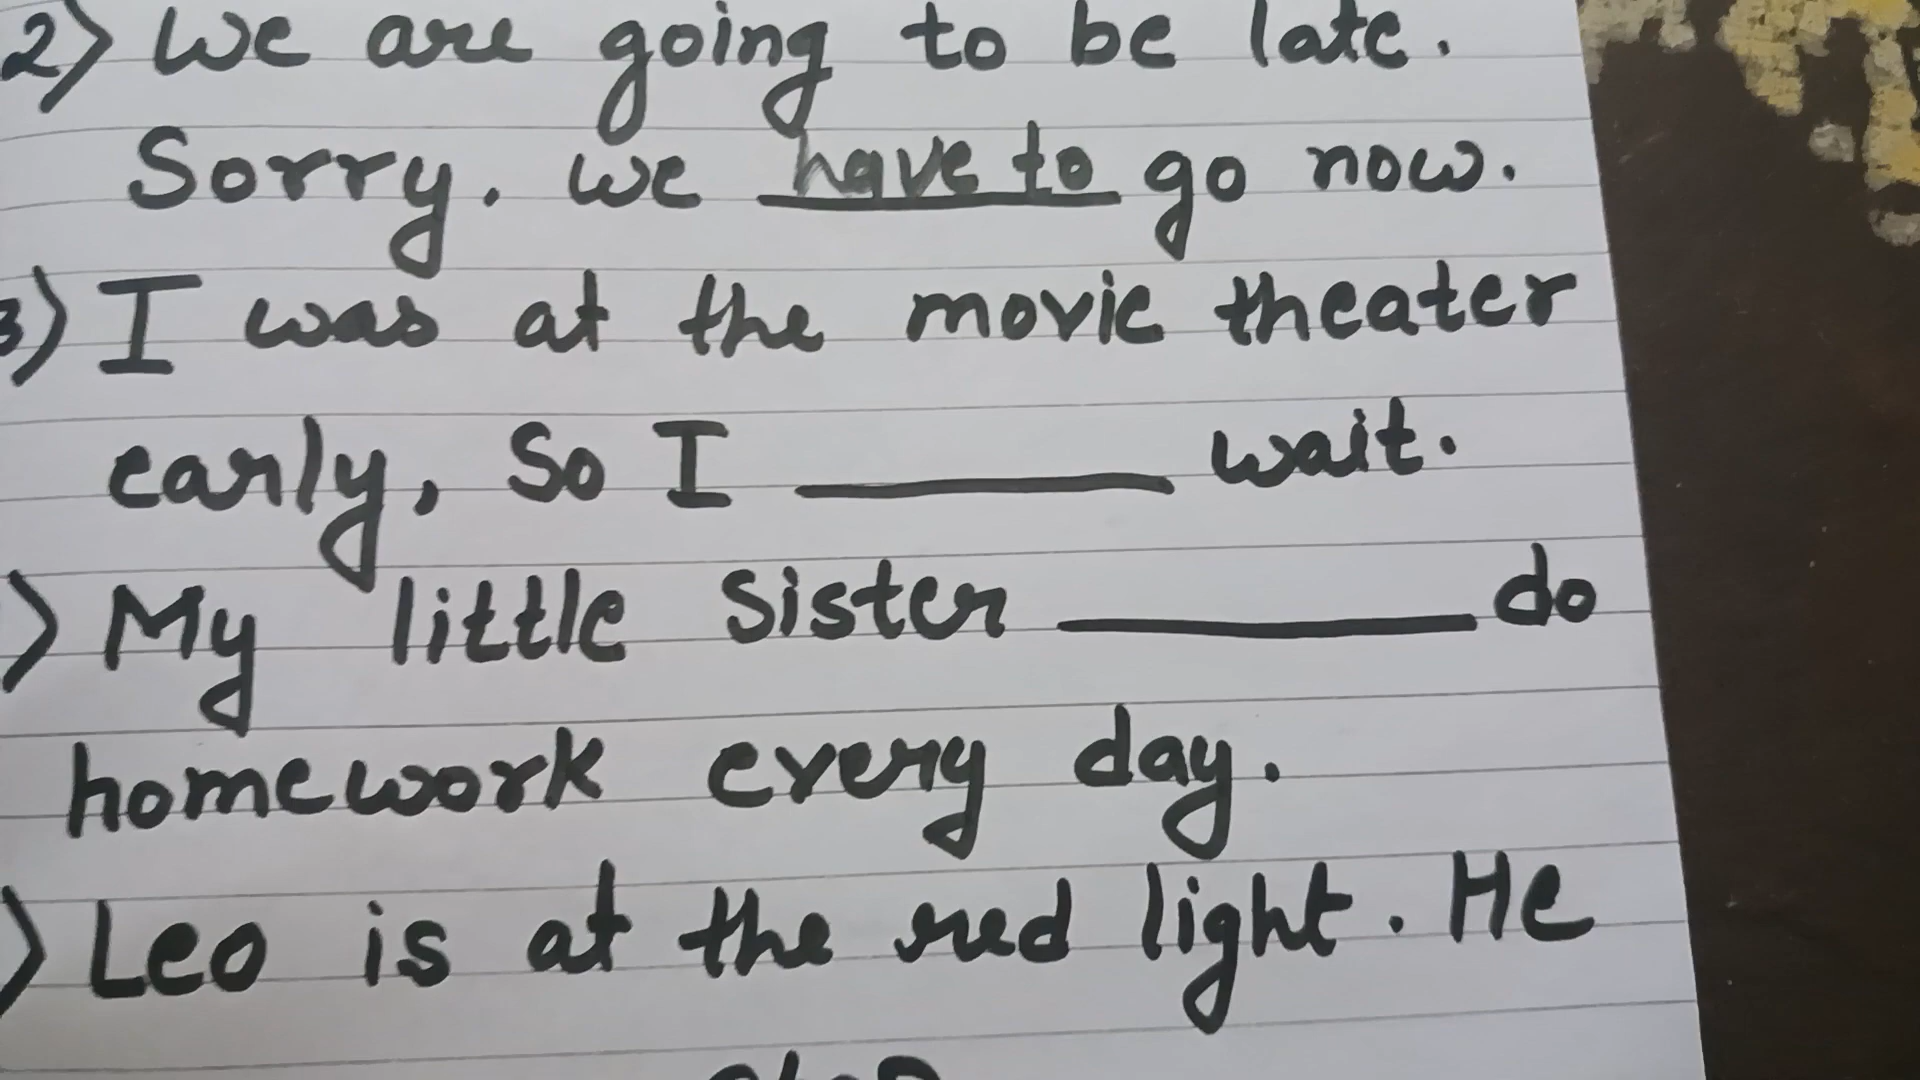 2) We are going to be late.
Sorry. we have to go now.
3) I was at the movie theater
early, So I ______ wait.
) My little Sister ______ do
homework every day.
) Leo is at the red light. He